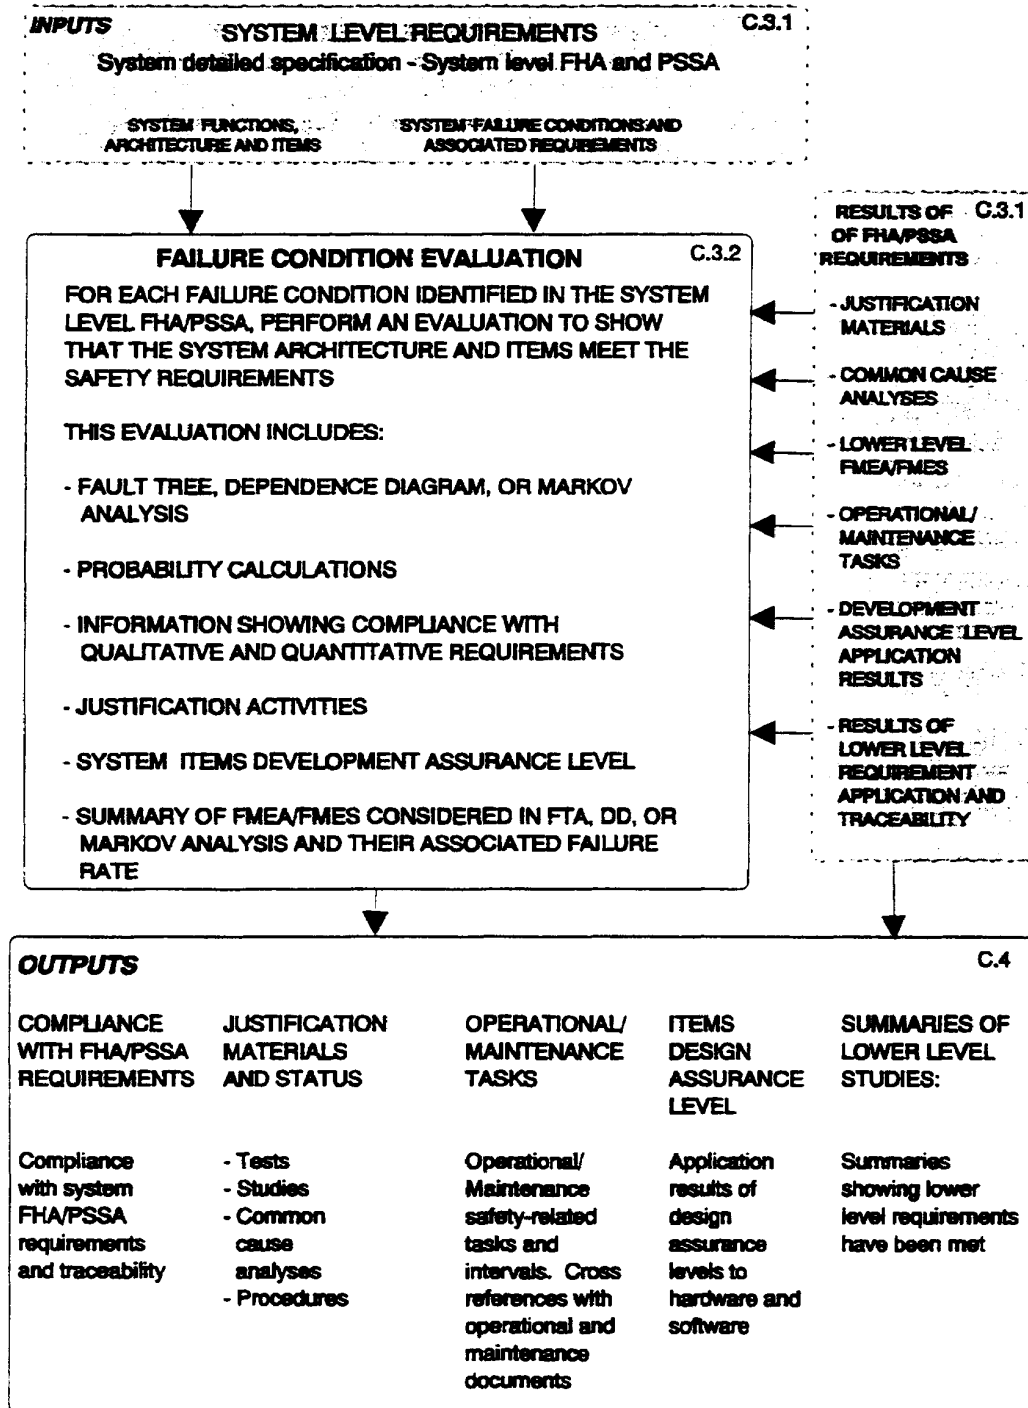 INPUTS
SYSTEM LEVEL REQUIREMENTS
C.3.1
System detailed specification - System level FHA and PSSA
SYSTEM FUNCTIONS,
ARCHITECTURE AND ITEMS
SYSTEM FAILURE CONDITIONS AND
ASSOCIATED REQUIREMENTS
FAILURE CONDITION EVALUATION
C.3.2
FOR EACH FAILURE CONDITION IDENTIFIED IN THE SYSTEM
LEVEL FHA/PSSA, PERFORM AN EVALUATION TO SHOW
THAT THE SYSTEM ARCHITECTURE AND ITEMS MEET THE
SAFETY REQUIREMENTS
THIS EVALUATION INCLUDES:
- FAULT TREE, DEPENDENCE DIAGRAM, OR MARKOV
ANALYSIS
- PROBABILITY CALCULATIONS
- INFORMATION SHOWING COMPLIANCE WITH
QUALITATIVE AND QUANTITATIVE REQUIREMENTS
- JUSTIFICATION ACTIVITIES
- SYSTEM ITEMS DEVELOPMENT ASSURANCE LEVEL
- SUMMARY OF FMEA/FMES CONSIDERED IN FTA, DD, OR
MARKOV ANALYSIS AND THEIR ASSOCIATED FAILURE
RATE
RESULTS OF
C.3.1
OF FHA/PSSA
REQUIREMENTS
- JUSTIFICATION
MATERIALS
- COMMON CAUSE
ANALYSES
- LOWER LEVEL
FMEA/FMES
- OPERATIONAL/
MAINTENANCE
TASKS
- DEVELOPMENT
ASSURANCE LEVEL
APPLICATION
RESULTS
- RESULTS OF
LOWER LEVEL
REQUIREMENT
APPLICATION AND
TRACEABILITY
OUTPUTS
C.4
COMPLIANCE
WITH FHA/PSSA
REQUIREMENTS
Compliance
with system
FHA/PSSA
requirements
and traceability
JUSTIFICATION
MATERIALS
AND STATUS
- Tests
- Studies
- Common
cause
analyses
- Procedures
OPERATIONAL/
MAINTENANCE
TASKS
Operational/
Maintenance
safety-related
tasks and
intervals. Cross
references with
operational and
maintenance
documents
ITEMS
DESIGN
ASSURANCE
LEVEL
Application
results of
design
assurance
levels to
hardware and
software
SUMMARIES OF
LOWER LEVEL
STUDIES:
Summaries
showing lower
level requirements
have been met